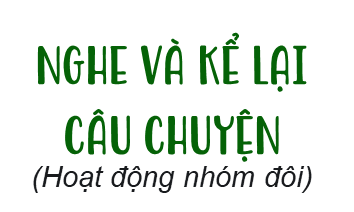 NGHE VÀ KỂ LẠI
CÂU CHUYỆN
(Hoạt động nhóm đôi)